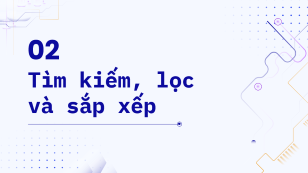 02
Tìm kiếm, lọc
và sắp xếp